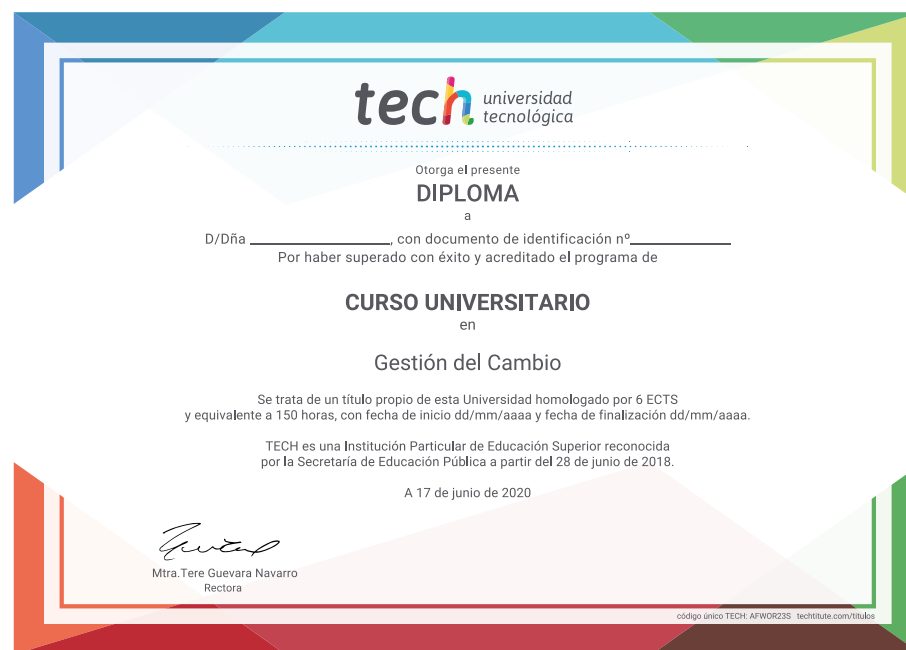 tech universidad
tecnológica
Otorga el presente
DIPLOMA
a
D/Dña ____________________, con documento de identificación nº______________
Por haber superado con éxito y acreditado el programa de
CURSO UNIVERSITARIO
en
Gestión del Cambio
Se trata de un título propio de esta Universidad homologado por 6 ECTS
y equivalente a 150 horas, con fecha de inicio dd/mm/aaaa y fecha de finalización dd/mm/aaaa.
TECH es una Institución Particular de Educación Superior reconocida
por la Secretaría de Educación Pública a partir del 28 de junio de 2018.
A 17 de junio de 2020
Mtra.Tere Guevara Navarro
Rectora
código único TECH: AFWOR23S techtitute.com/titulos